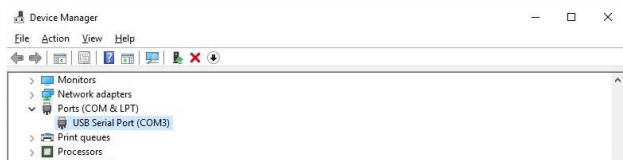 Device Manager
File Action View Help
Monitors
Network adapters
Ports (COM & LPT)
USB Serial Port (COM3)
Print queues
Processors